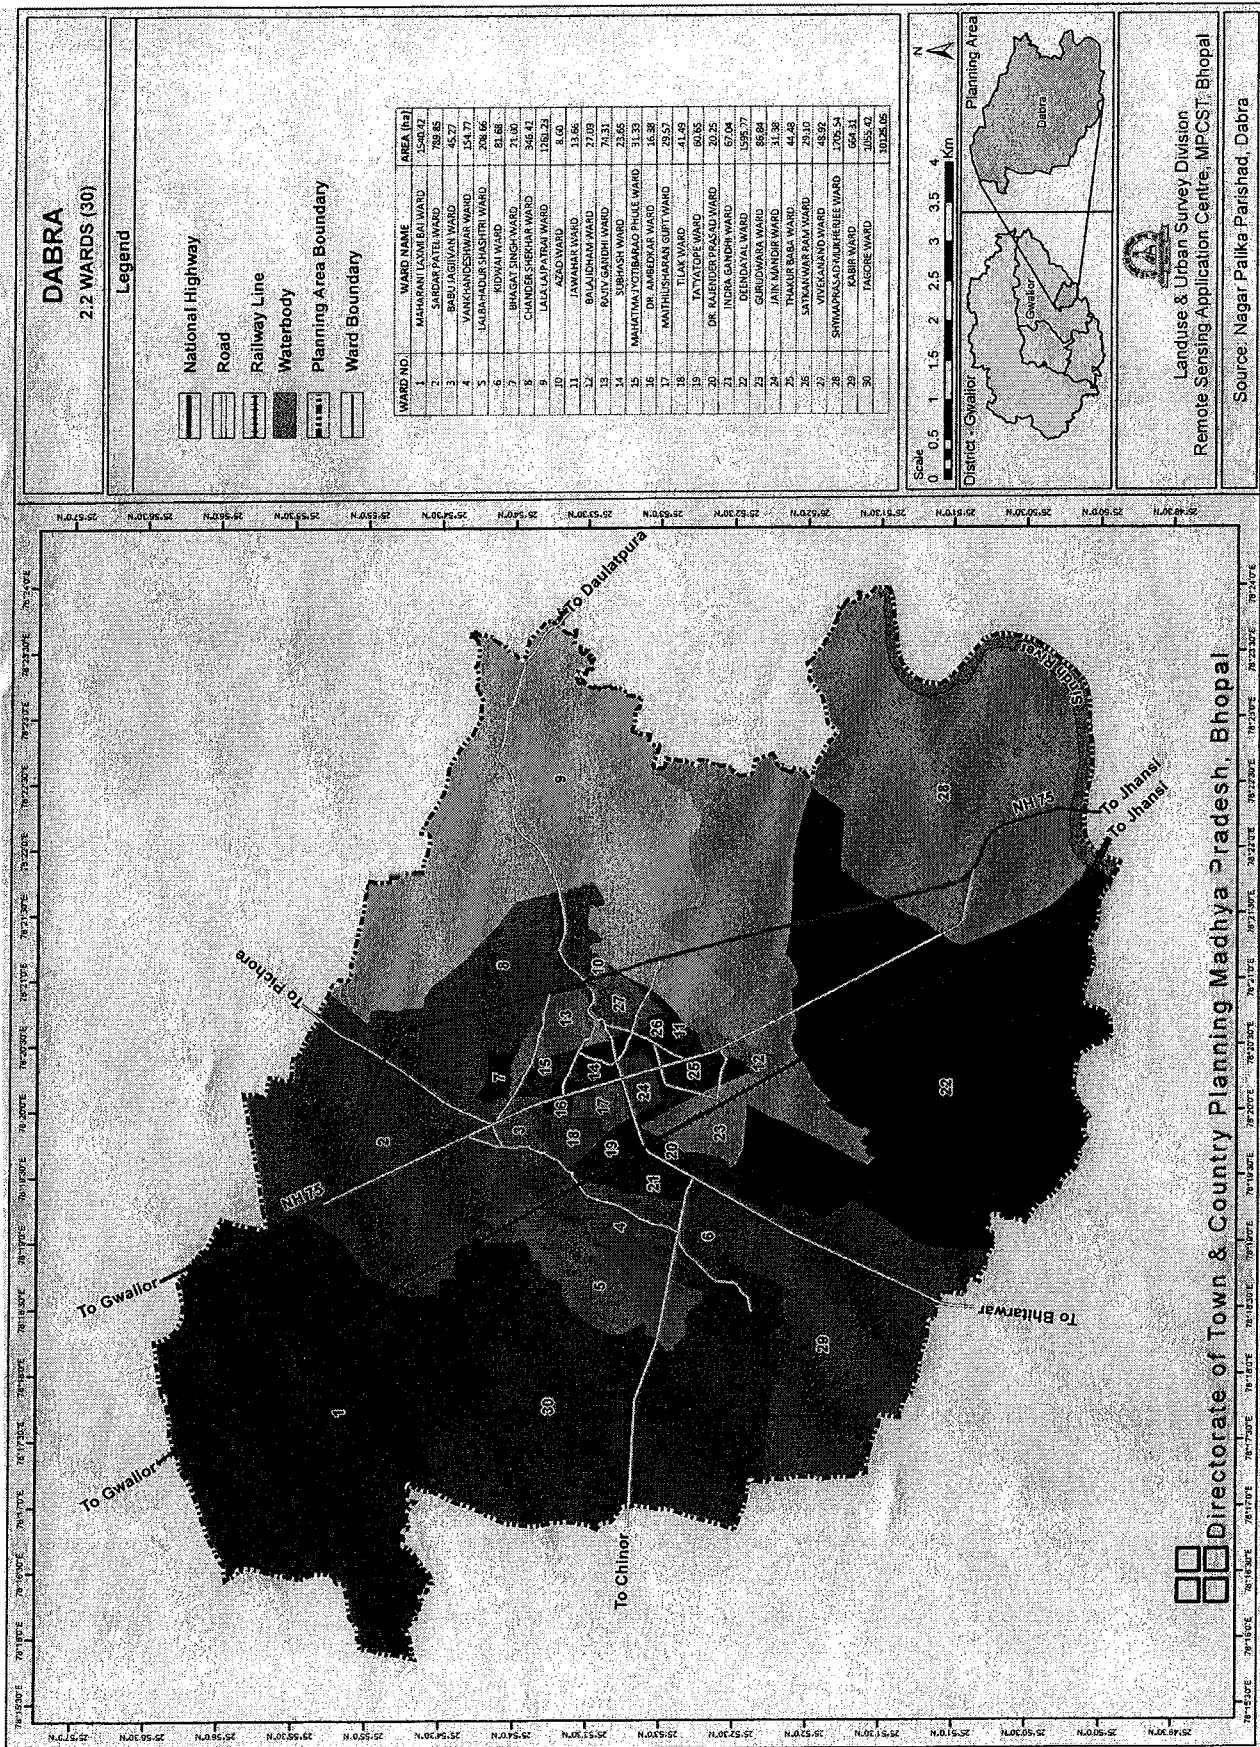 DABRA
2.2 WARDS (30)
Legend
National Highway
Road
Railway Line
Waterbody
Planning Area Boundary
Ward Boundary
WARD NO. WARD NAME AREA (ha)
1 MAHARANI LAXMI BAI WARD 1540.42
2 SARDAR PATEL WARD 789.85
3 BABU JAGJIVAN WARD 45.27
4 VANKHANDESHWAR WARD 154.77
5 LALBAHADUR SHASHTRI WARD 208.66
6 KIDWAI WARD 81.68
7 BHAGAT SINGH WARD 21.00
8 CHANDER SHEKHAR WARD 346.42
9 LALA LAJPATRAI WARD 1261.23
10 AZAD WARD 8.60
11 JAWAHAR WARD 13.66
12 BALAJIDHAM WARD 27.03
13 RAJIV GANDHI WARD 74.31
14 SUBHASH WARD 23.65
15 MAHATMA JYOTIBARAO PHULE WARD 31.33
16 DR. AMBEDKAR WARD 16.38
17 MAITHILISHARAN GUPT WARD 29.57
18 TILAK WARD 41.49
19 TATYATOPE WARD 60.65
20 DR. RAJENDER PRASAD WARD 20.25
21 INDRA GANDHI WARD 67.04
22 DEENDAYAL WARD 1595.77
23 GURUDWARA WARD 86.84
24 JAIN MANDIR WARD 31.38
25 THAKUR BABA WARD 44.48
26 SATKANWAR RAM WARD 29.10
27 VIVEKANAND WARD 48.92
28 SHYMAPRASAD MUKHERJEE WARD 1705.54
29 KABIR WARD 664.31
30 TAGORE WARD 1055.42
10125.05
Scale
N
0 0.5 1 1.5 2 2.5 3 3.5 4
Km
District - Gwalior
Planning Area
Gwalior
Dabra
Landuse & Urban Survey Division
Remote Sensing Application Centre, MPCST, Bhopal
Source: Nagar Palika Parishad, Dabra
To Gwalior
To Gwalior
To Pichore
To Daulatpura
To Chinor
To Bhitarwar
To Jhansi
To Jhansi
NH 75
NH 75
Sindh River
1
2
3
4
5
6
7
8
9
10
11
12
13
14
15
16
17
18
19
20
21
22
23
24
25
26
27
28
29
30
Directorate of Town & Country Planning Madhya Pradesh, Bhopal